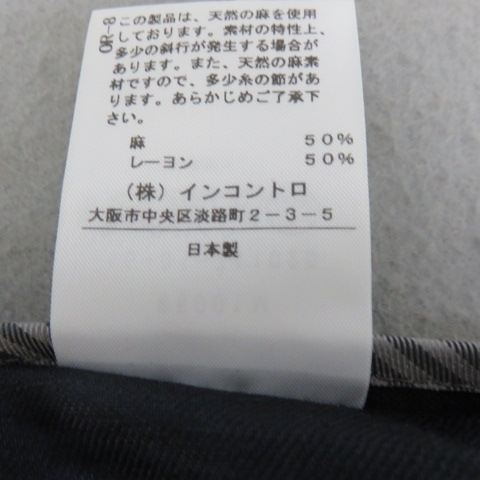 OR-8
この製品は、天然の麻を使用
しております。素材の特性上、
多少の斜行が発生する場合が
あります。また、天然の麻素
材ですので、多少糸の節があ
ります。あらかじめご了承下
さい。
麻 50%
レーヨン 50%
(株)インコントロ
大阪市中央区淡路町2-3-5
日本製